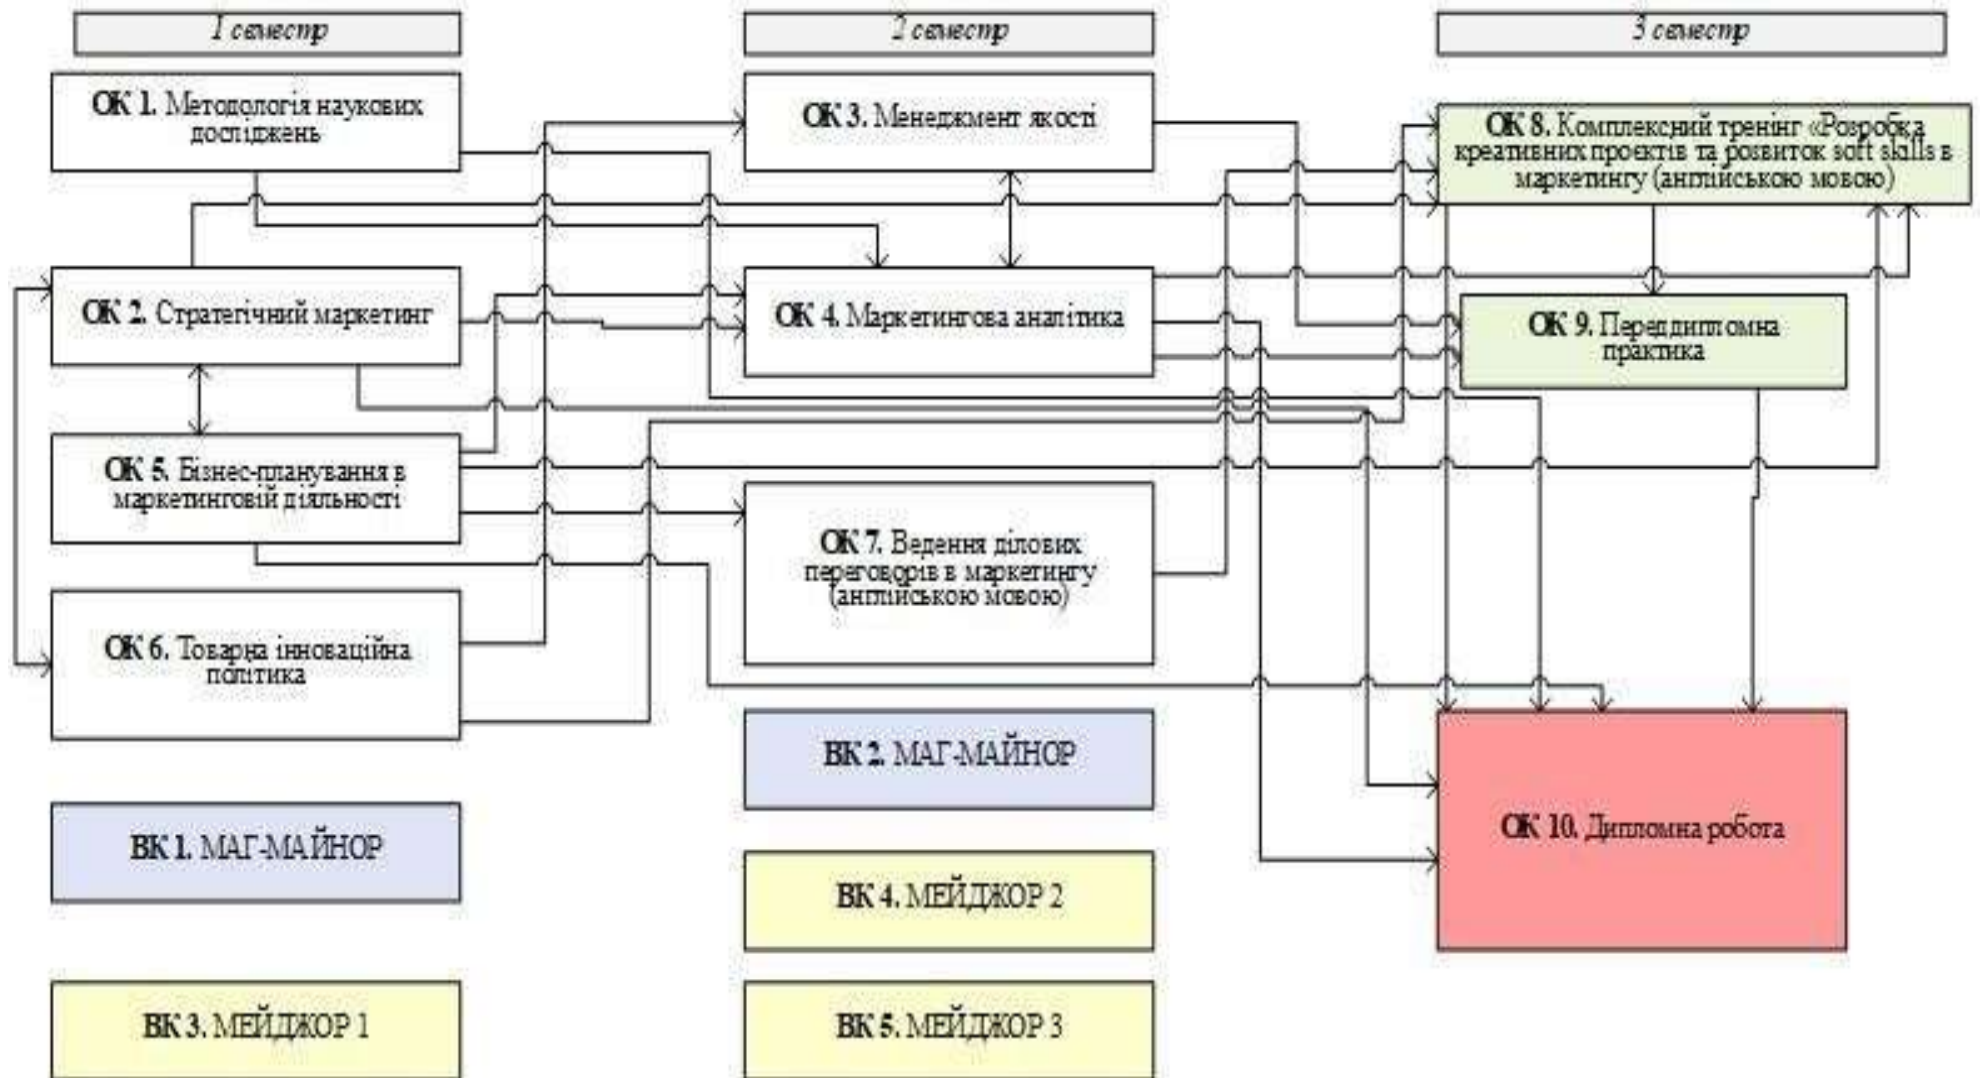 1 семестр
ОК 1. Методологія наукових
досліджень
ОК 2. Стратегічний маркетинг
ОК 5. Бізнес-планування в
маркетинговій діяльності
ОК 6. Товарна інноваційна
політика
ВК 1. МАГ-МАЙНОР
ВК 3. МЕЙДЖОР 1
2 семестр
ОК 3. Менеджмент якості
ОК 4. Маркетингова аналітика
ОК 7. Ведення ділових
переговорів в маркетингу
(англійською мовою)
ВК 2. МАГ-МАЙНОР
ВК 4. МЕЙДЖОР 2
ВК 5. МЕЙДЖОР 3
3 семестр
ОК 8. Комплексний тренінг «Розробка
креативних проєктів та розвиток soft skills в
маркетингу (англійською мовою)
ОК 9. Переддипломна
практика
ОК 10. Дипломна робота